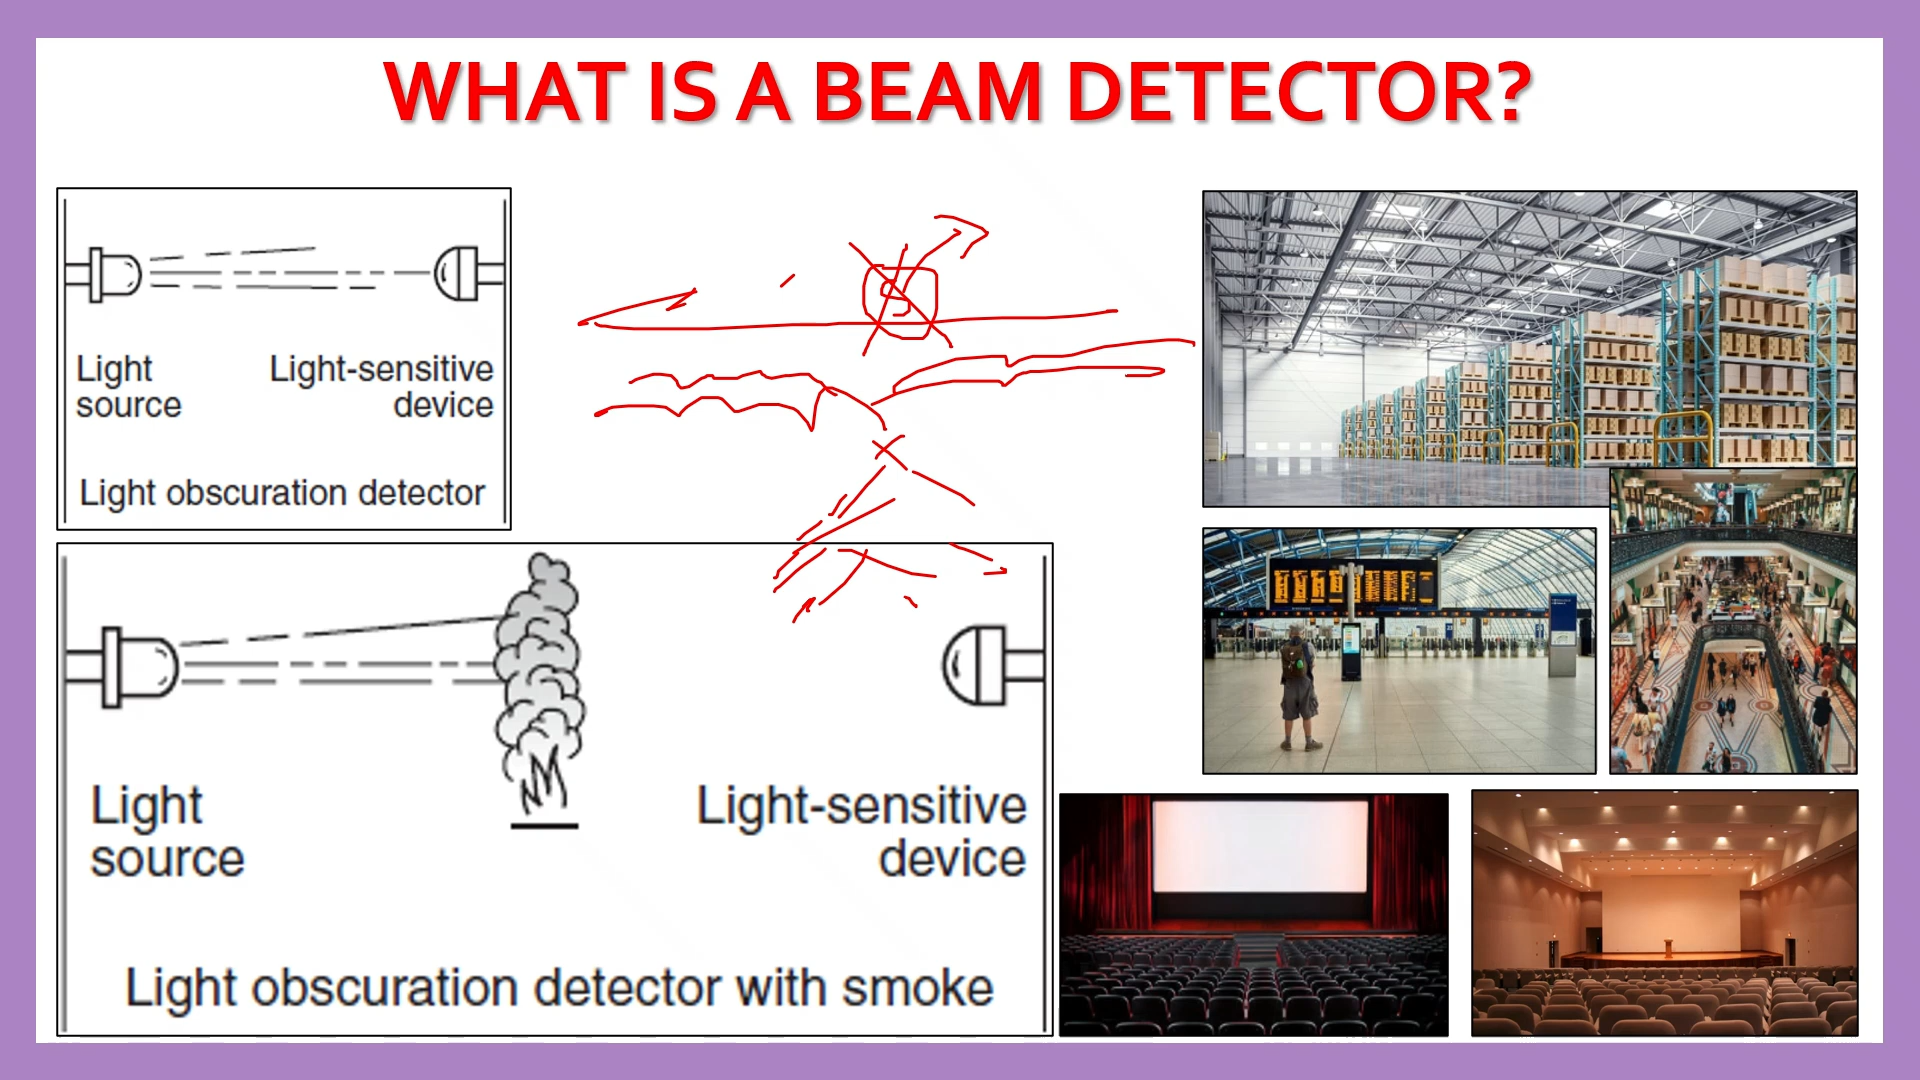 WHAT IS A BEAM DETECTOR?
Light
source
Light-sensitive
device
Light obscuration detector
S
Light
source
Light-sensitive
device
Light obscuration detector with smoke